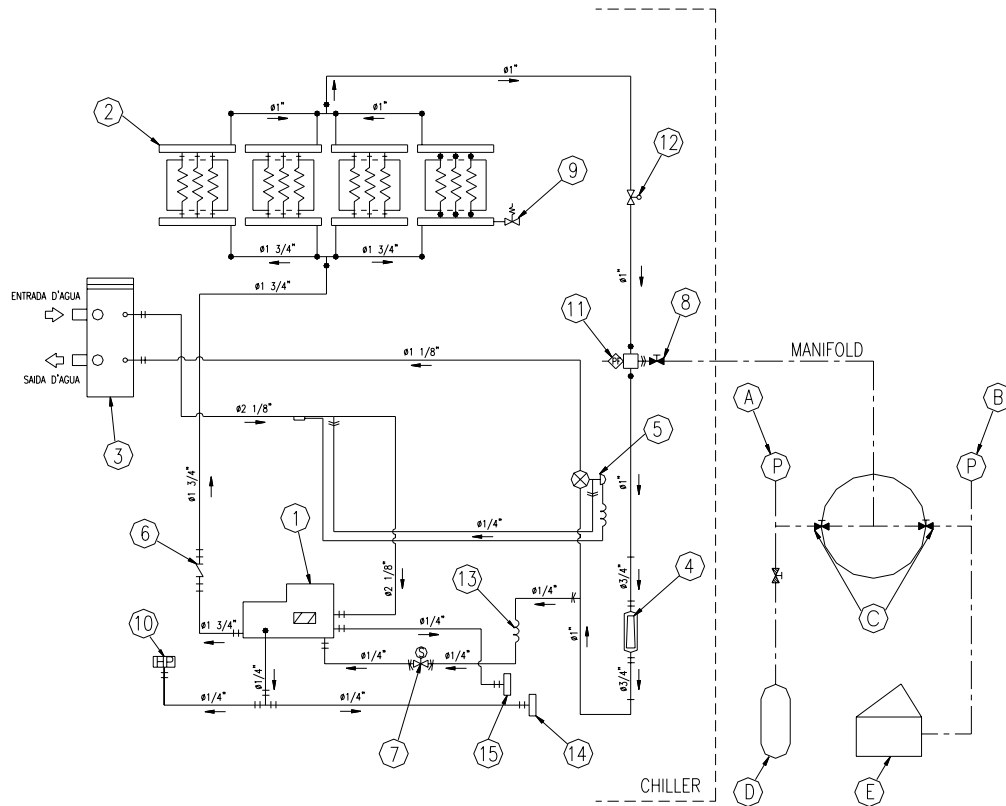 ø1"
2
ø1"
ø1"
12
9
ø1 3/4"
ø1 3/4"
ø1 3/4"
ø1"
ENTRADA D'AGUA
11
PF
8
MANIFOLD
ø1 1/8"
SAIDA D'AGUA
A
B
ø2 1/8"
3
5
P
P
ø1"
ø1 3/4"
ø1/4"
6
1
ø2 1/8"
ø3/4"
4
13
ø1/4"
C
ø1 3/4"
ø1/4"
ø1"
10
HP
S
ø1/4"
ø1/4"
ø1/4"
ø3/4"
ø1/4"
ø1/4"
7
15
14
CHILLER
D
E